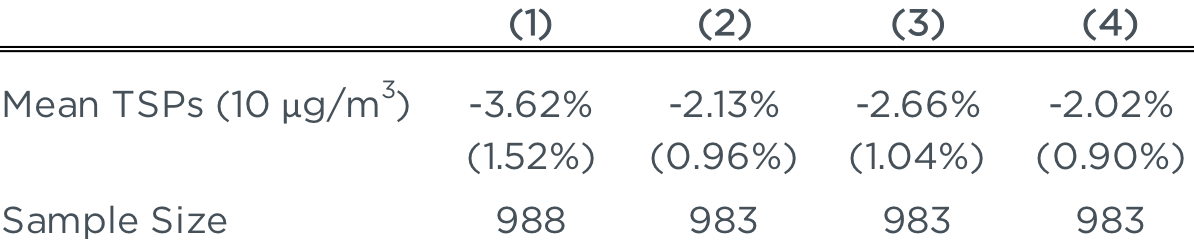 (1) (2) (3) (4)
Mean TSPs (10 μg/m³) -3.62% -2.13% -2.66% -2.02%
(1.52%) (0.96%) (1.04%) (0.90%)
Sample Size 988 983 983 983